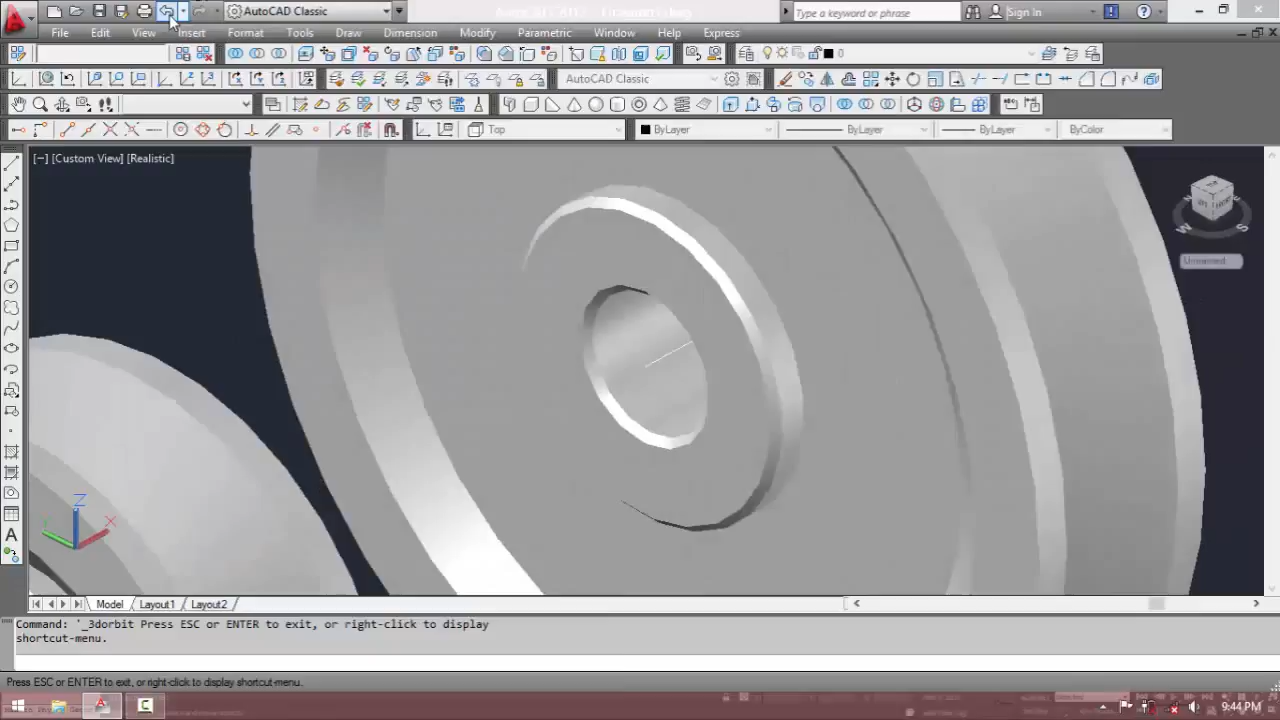 AutoCAD Classic
Type a keyword or phrase
Sign In
File Edit View Insert Format Tools Draw Dimension Modify Parametric Window Help Express
0
AutoCAD Classic
Top
ByLayer
ByLayer
ByLayer
ByColor
[−] [Custom View] [Realistic]
N
W
S
Unnamed
Z
X
A
Model Layout1 Layout2
Command: '_3dorbit Press ESC or ENTER to exit, or right-click to display
shortcut-menu.
Press ESC or ENTER to exit, or right-click to display shortcut-menu.
9:44 PM